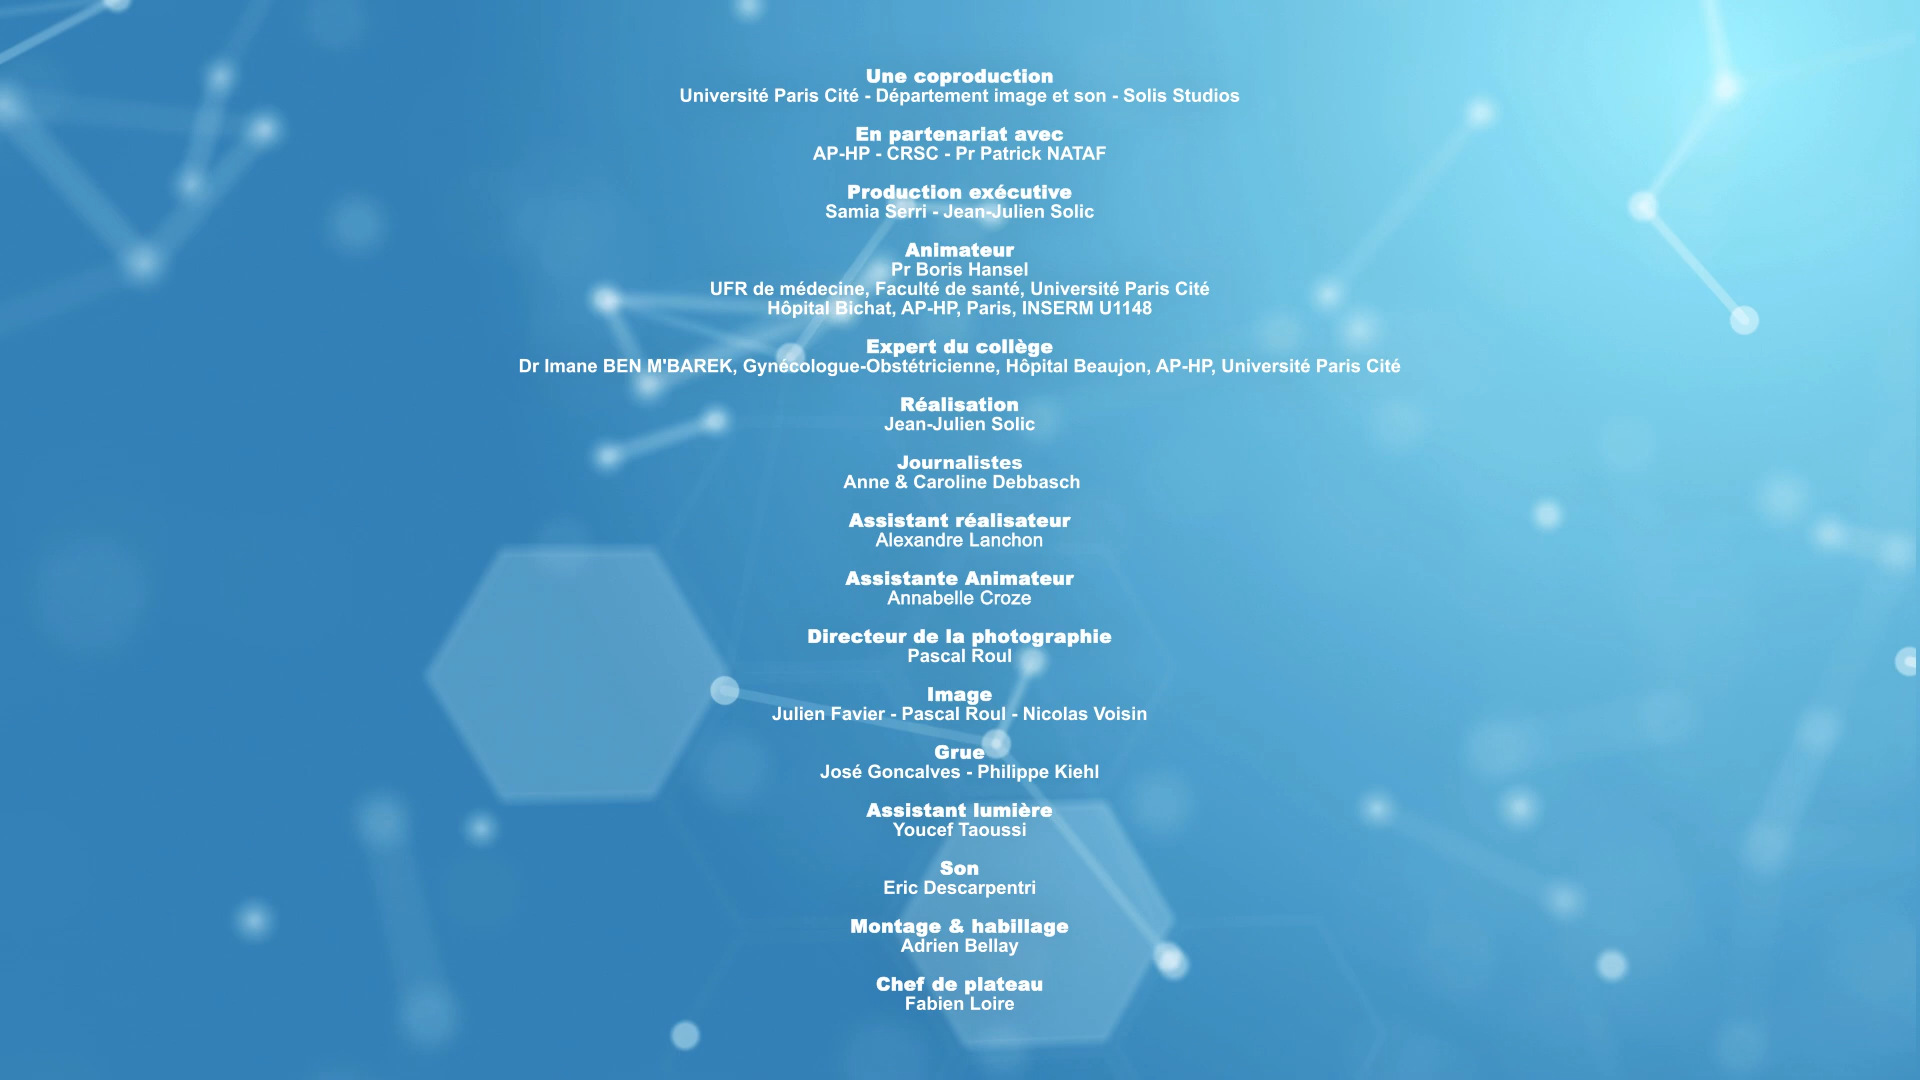 Une coproduction
Université Paris Cité - Département image et son - Solis Studios
En partenariat avec
AP-HP - CRSC - Pr Patrick NATAF
Production exécutive
Samia Serri - Jean-Julien Solic
Animateur
Pr Boris Hansel
UFR de médecine, Faculté de santé, Université Paris Cité
Hôpital Bichat, AP-HP, Paris, INSERM U1148
Expert du collège
Dr Imane BEN M'BAREK, Gynécologue-Obstétricienne, Hôpital Beaujon, AP-HP, Université Paris Cité
Réalisation
Jean-Julien Solic
Journalistes
Anne & Caroline Debbasch
Assistant réalisateur
Alexandre Lanchon
Assistante Animateur
Annabelle Croze
Directeur de la photographie
Pascal Roul
Image
Julien Favier - Pascal Roul - Nicolas Voisin
Grue
José Goncalves - Philippe Kiehl
Assistant lumière
Youcef Taoussi
Son
Eric Descarpentri
Montage & habillage
Adrien Bellay
Chef de plateau
Fabien Loire